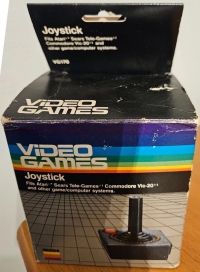 Joystick
Fits Atari™ Sears Tele-Games™
Commodore Vic-20™ and
other game/computer systems.
VIDEO
GAMES
VIDEO
GAMES
Joystick
Fits Atari™ Sears Tele-Games™ Commodore Vic-20™
and other game/computer systems.